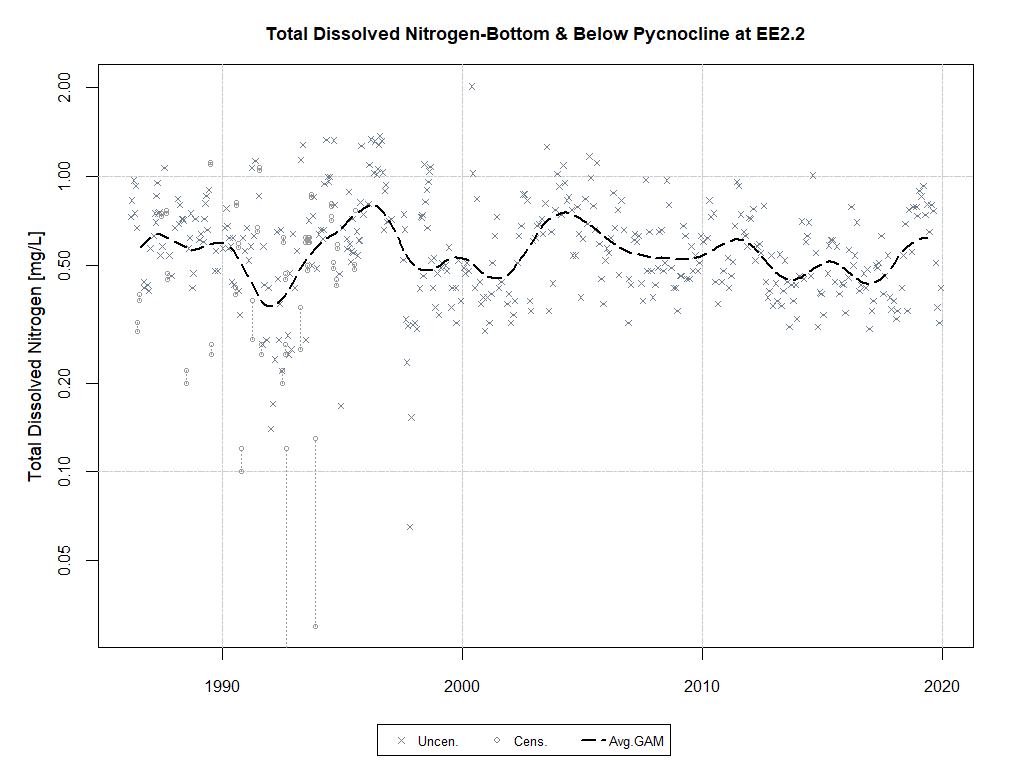 Total Dissolved Nitrogen-Bottom & Below Pycnocline at EE2.2
Total Dissolved Nitrogen [mg/L]
2.00
1.00
0.50
0.20
0.10
0.05
1990 2000 2010 2020
Uncen. Cens. Avg.GAM